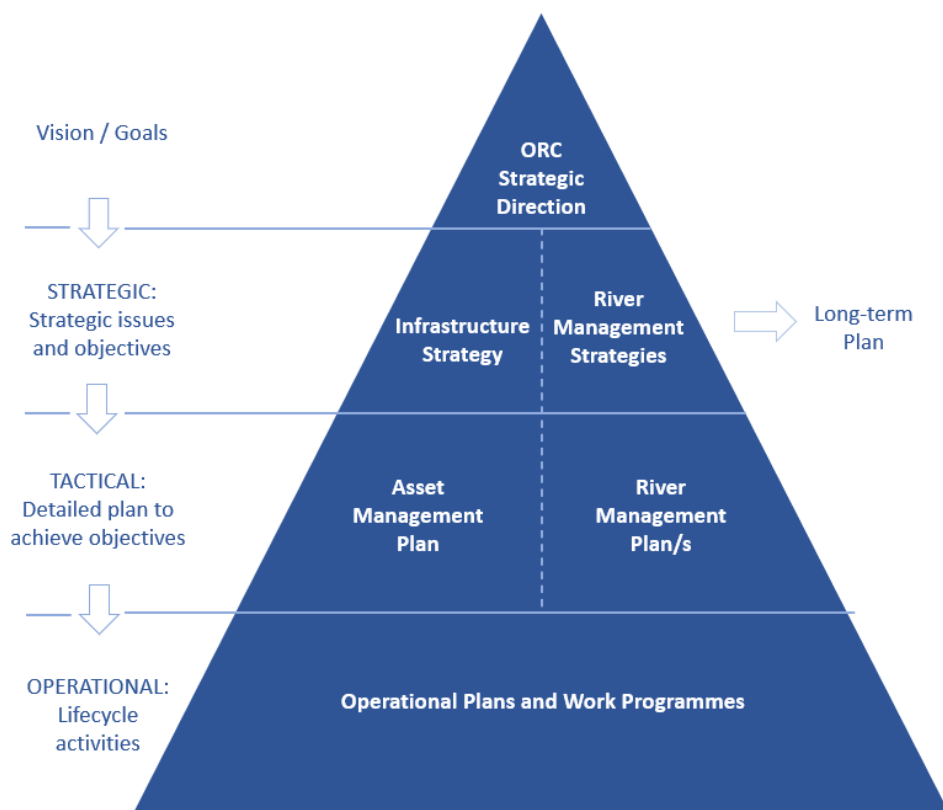 Vision / Goals
ORC
Strategic
Direction
STRATEGIC:
Strategic issues
and objectives
Infrastructure
Strategy
River
Management
Strategies
Long-term
Plan
TACTICAL:
Detailed plan to
achieve objectives
Asset
Management
Plan
River
Management
Plan/s
OPERATIONAL:
Lifecycle
activities
Operational Plans and Work Programmes